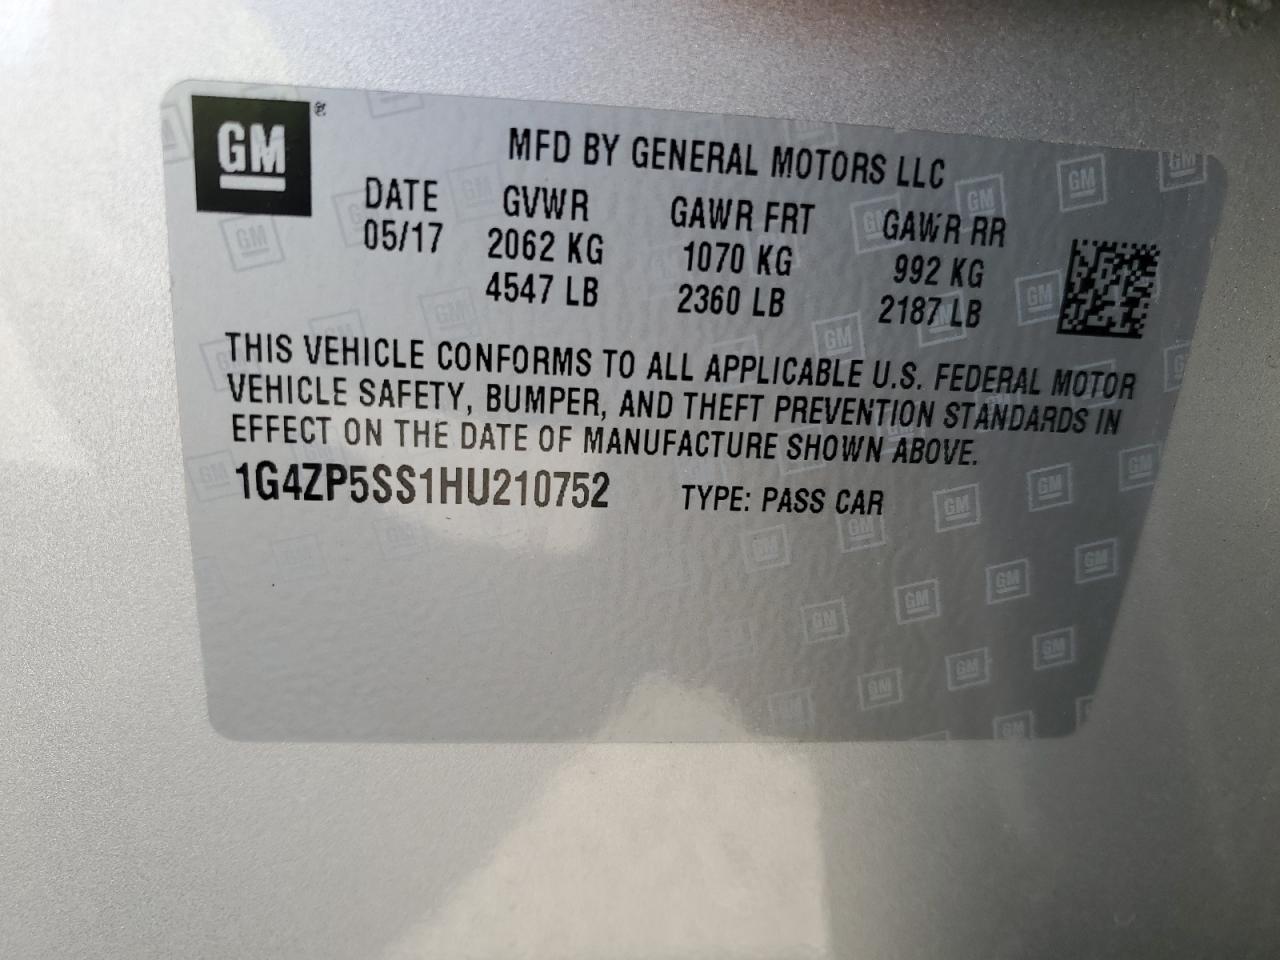 GM ®
MFD BY GENERAL MOTORS LLC
DATE GVWR GAWR FRT GAWR RR
05/17 2062 KG 1070 KG 992 KG
4547 LB 2360 LB 2187 LB
THIS VEHICLE CONFORMS TO ALL APPLICABLE U.S. FEDERAL MOTOR
VEHICLE SAFETY, BUMPER, AND THEFT PREVENTION STANDARDS IN
EFFECT ON THE DATE OF MANUFACTURE SHOWN ABOVE.
1G4ZP5SS1HU210752 TYPE: PASS CAR